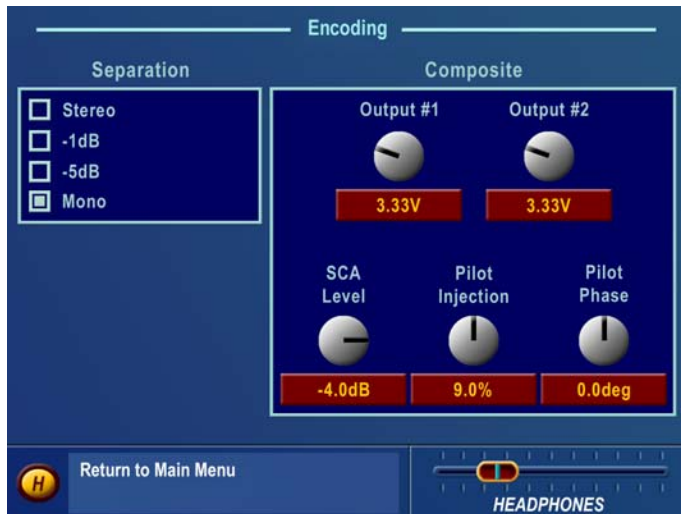 Encoding
Separation
Stereo
-1dB
-5dB
Mono
Composite
Output #1
Output #2
3.33V
3.33V
SCA
Level
-4.0dB
Pilot
Injection
9.0%
Pilot
Phase
0.0deg
H
Return to Main Menu
HEADPHONES